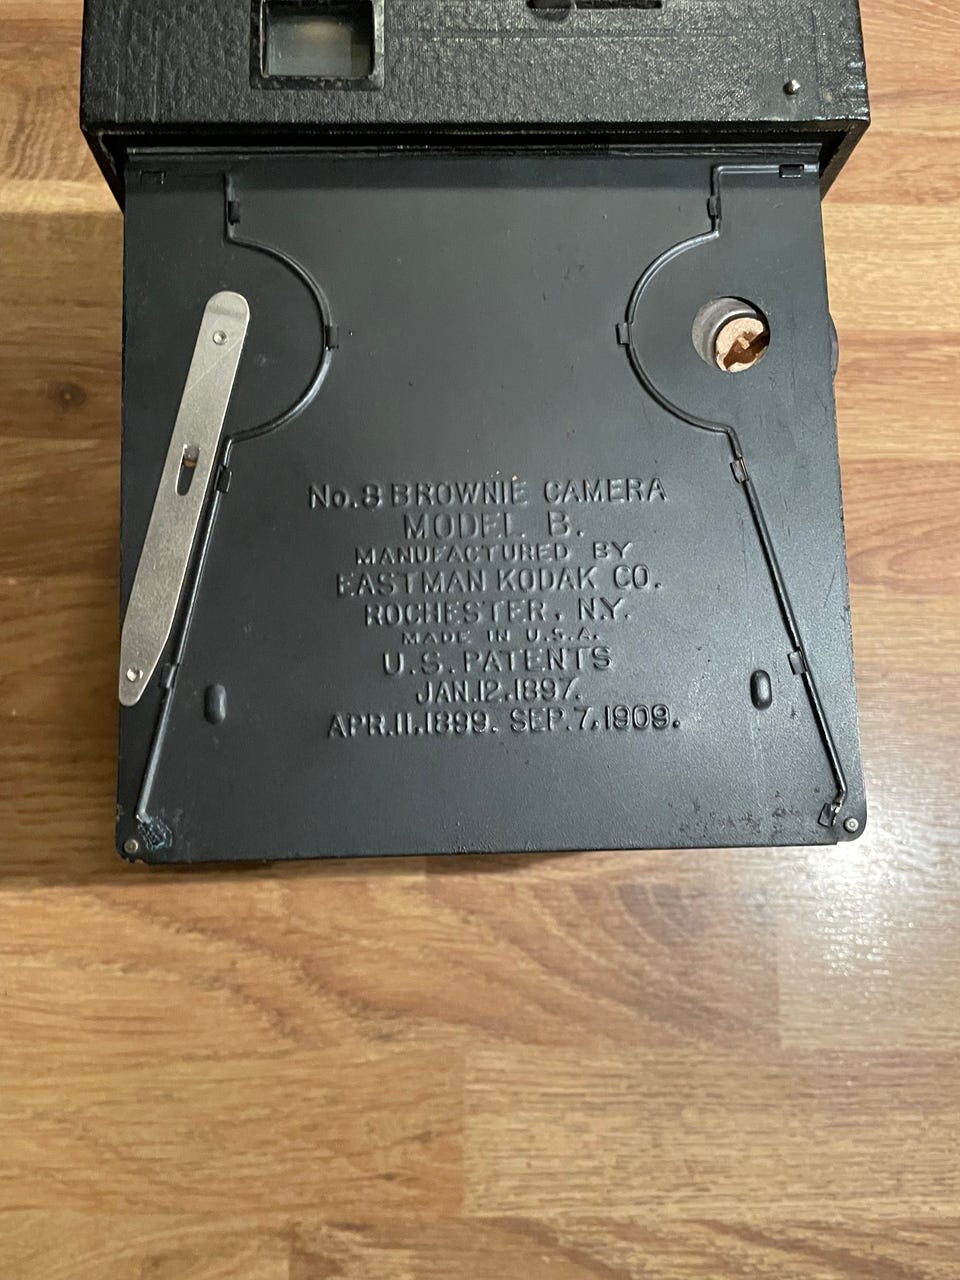 No. 3 BROWNIE CAMERA
MODEL B.
MANUFACTURED BY
EASTMAN KODAK CO.
ROCHESTER, N.Y.
MADE IN U.S.A.
U.S. PATENTS
JAN.12,1897.
APR.11,1899. SEP.7,1909.